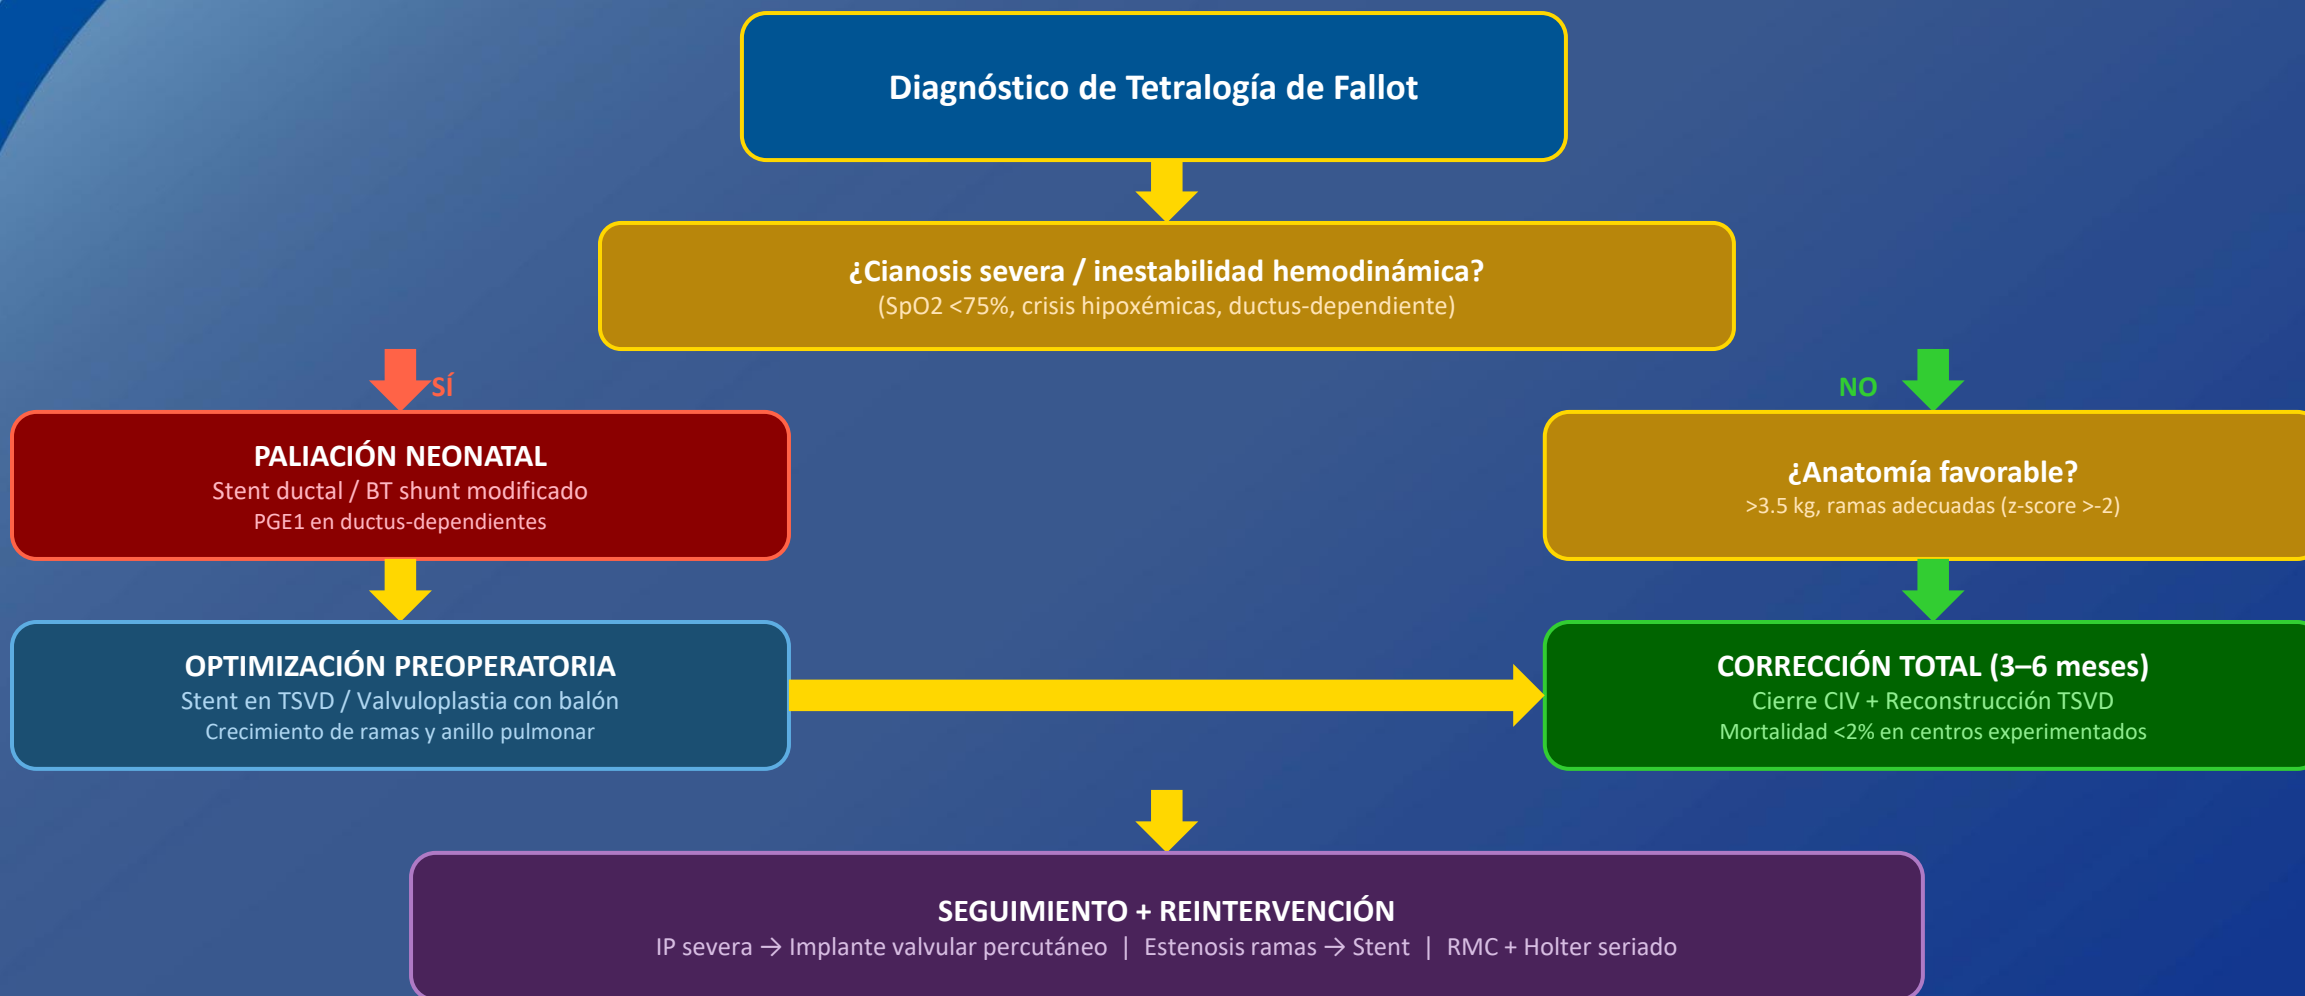 Diagnóstico de Tetralogía de Fallot
¿Cianosis severa / inestabilidad hemodinámica?
(SpO2 <75%, crisis hipoxémicas, ductus-dependiente)
SÍ
NO
PALIACIÓN NEONATAL
Stent ductal / BT shunt modificado
PGE1 en ductus-dependientes
¿Anatomía favorable?
>3.5 kg, ramas adecuadas (z-score >-2)
OPTIMIZACIÓN PREOPERATORIA
Stent en TSVD / Valvuloplastia con balón
Crecimiento de ramas y anillo pulmonar
CORRECCIÓN TOTAL (3–6 meses)
Cierre CIV + Reconstrucción TSVD
Mortalidad <2% en centros experimentados
SEGUIMIENTO + REINTERVENCIÓN
IP severa → Implante valvular percutáneo | Estenosis ramas → Stent | RMC + Holter seriado